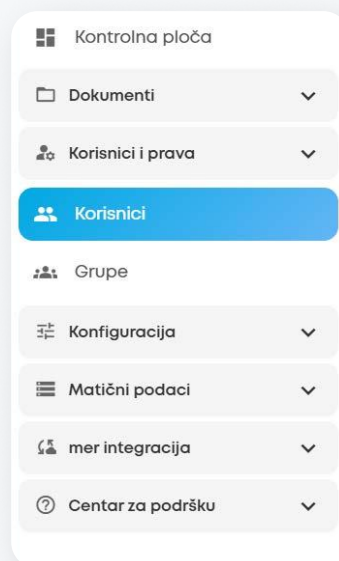 Kontrolna ploča
Dokumenti
Korisnici i prava
Korisnici
Grupe
Konfiguracija
Matični podaci
mer integracija
Centar za podršku